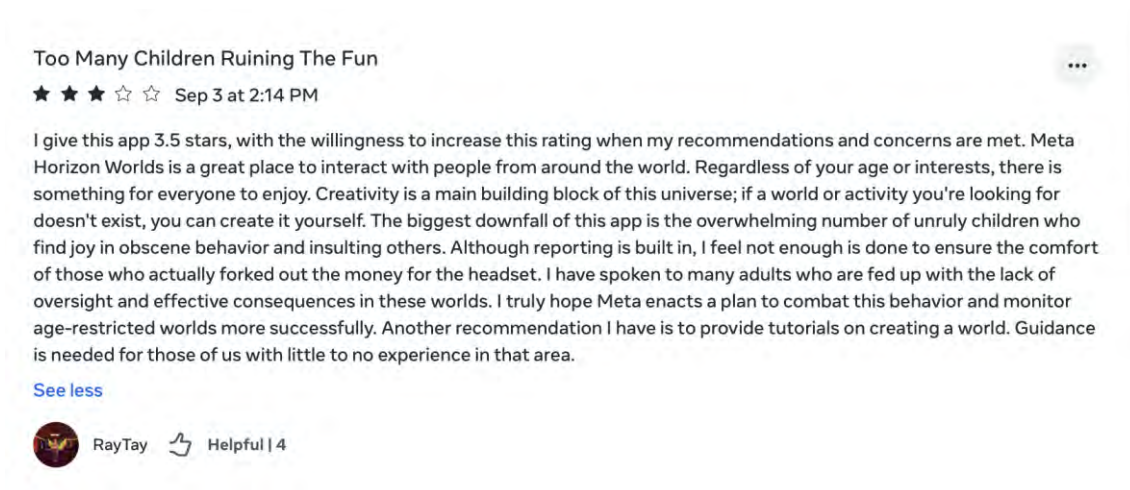 Too Many Children Ruining The Fun
Sep 3 at 2:14 PM
I give this app 3.5 stars, with the willingness to increase this rating when my recommendations and concerns are met. Meta
Horizon Worlds is a great place to interact with people from around the world. Regardless of your age or interests, there is
something for everyone to enjoy. Creativity is a main building block of this universe; if a world or activity you're looking for
doesn't exist, you can create it yourself. The biggest downfall of this app is the overwhelming number of unruly children who
find joy in obscene behavior and insulting others. Although reporting is built in, I feel not enough is done to ensure the comfort
of those who actually forked out the money for the headset. I have spoken to many adults who are fed up with the lack of
oversight and effective consequences in these worlds. I truly hope Meta enacts a plan to combat this behavior and monitor
age-restricted worlds more successfully. Another recommendation I have is to provide tutorials on creating a world. Guidance
is needed for those of us with little to no experience in that area.
See less
RayTay Helpful | 4